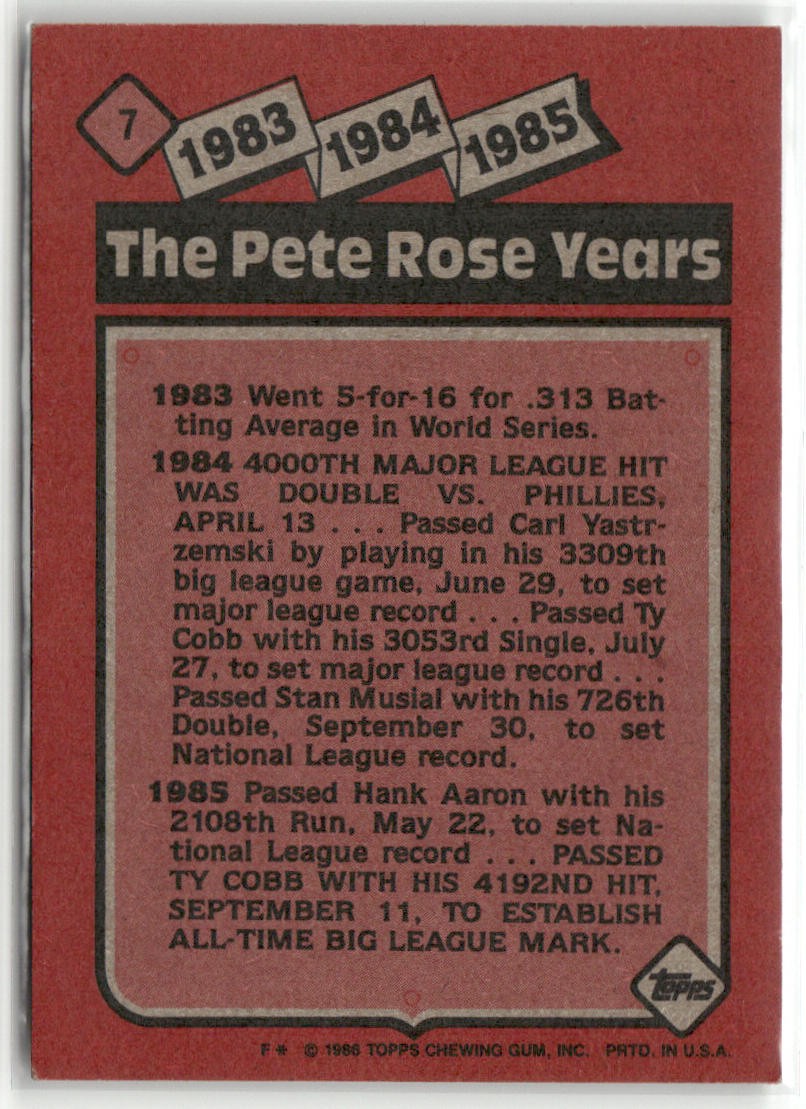 7
1983 1984 1985
The Pete Rose Years
1983 Went 5-for-16 for .313 Bat-
ting Average in World Series.
1984 4000TH MAJOR LEAGUE HIT
WAS DOUBLE VS. PHILLIES,
APRIL 13 . . . Passed Carl Yastr-
zemski by playing in his 3309th
big league game, June 29, to set
major league record . . . Passed Ty
Cobb with his 3053rd Single, July
27, to set major league record . . .
Passed Stan Musial with his 726th
Double, September 30, to set
National League record.
1985 Passed Hank Aaron with his
2108th Run, May 22, to set Na-
tional League record . . . PASSED
TY COBB WITH HIS 4192ND HIT,
SEPTEMBER 11, TO ESTABLISH
ALL-TIME BIG LEAGUE MARK.
topps
F * © 1986 TOPPS CHEWING GUM, INC. PRTD. IN U.S.A.